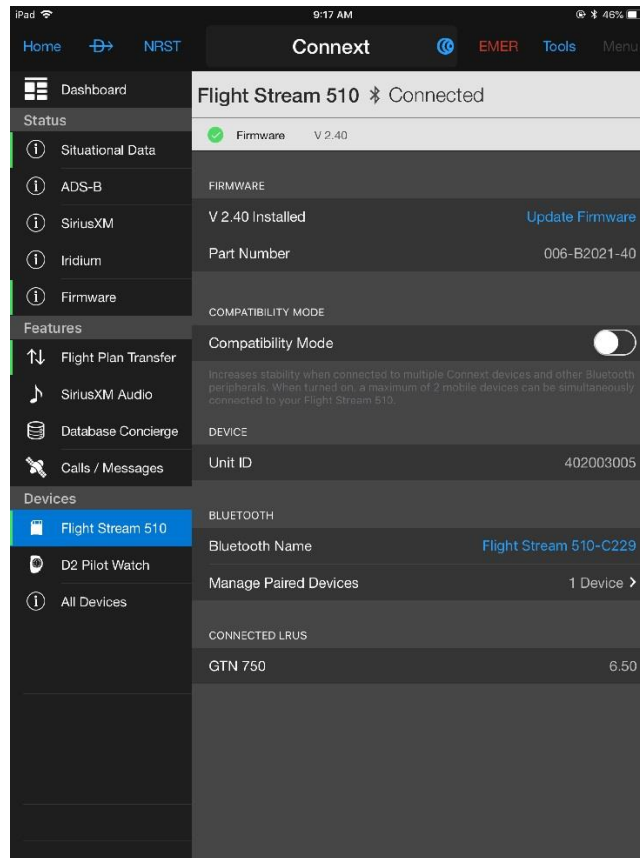 iPad 9:17 AM 46%
Home NRST Connext EMER Tools Menu
Dashboard
Status
Situational Data
ADS-B
SiriusXM
Iridium
Firmware
Features
Flight Plan Transfer
SiriusXM Audio
Database Concierge
Calls / Messages
Devices
Flight Stream 510
D2 Pilot Watch
All Devices
Flight Stream 510 Connected
Firmware V 2.40
FIRMWARE
V 2.40 Installed Update Firmware
Part Number 006-B2021-40
COMPATIBILITY MODE
Compatibility Mode
Increases stability when connected to multiple Connext devices and other Bluetooth
peripherals. When turned on, a maximum of 2 mobile devices can be simultaneously
connected to your Flight Stream 510.
DEVICE
Unit ID 402003005
BLUETOOTH
Bluetooth Name Flight Stream 510-C229
Manage Paired Devices 1 Device >
CONNECTED LRUS
GTN 750 6.50